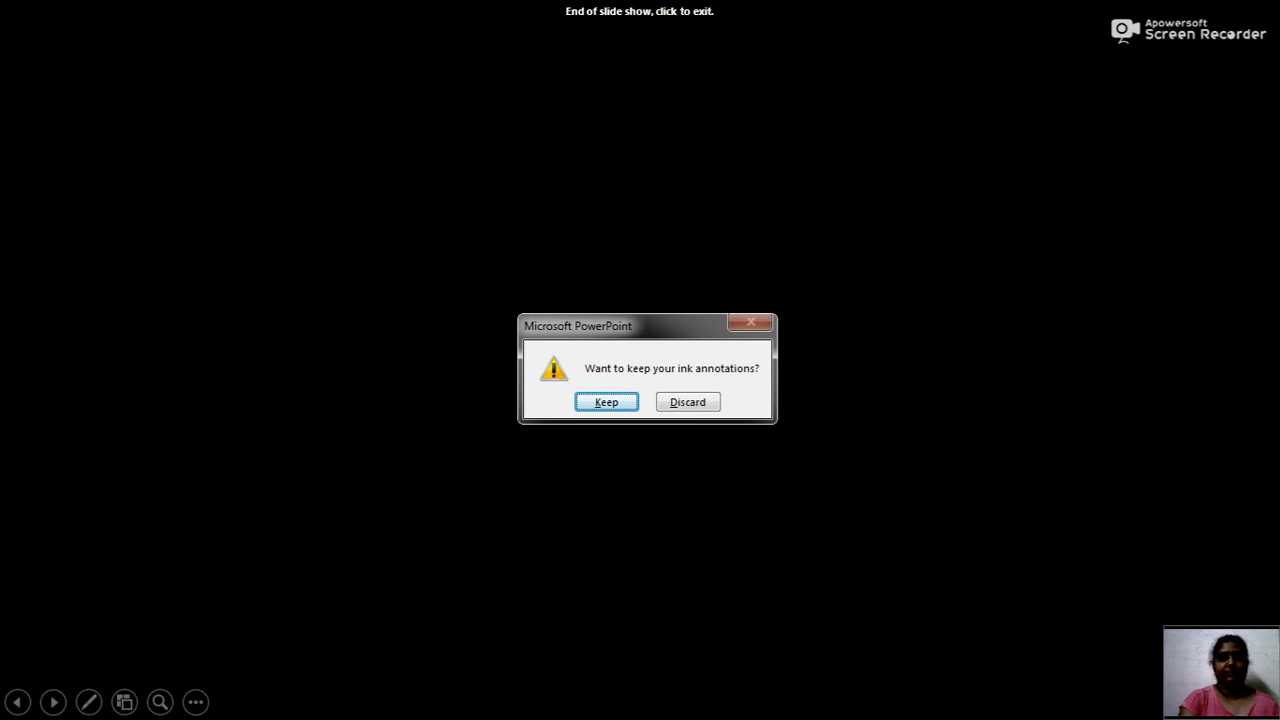 End of slide show, click to exit.
Apowersoft
Screen Recorder
Microsoft PowerPoint
Want to keep your ink annotations?
Keep
Discard